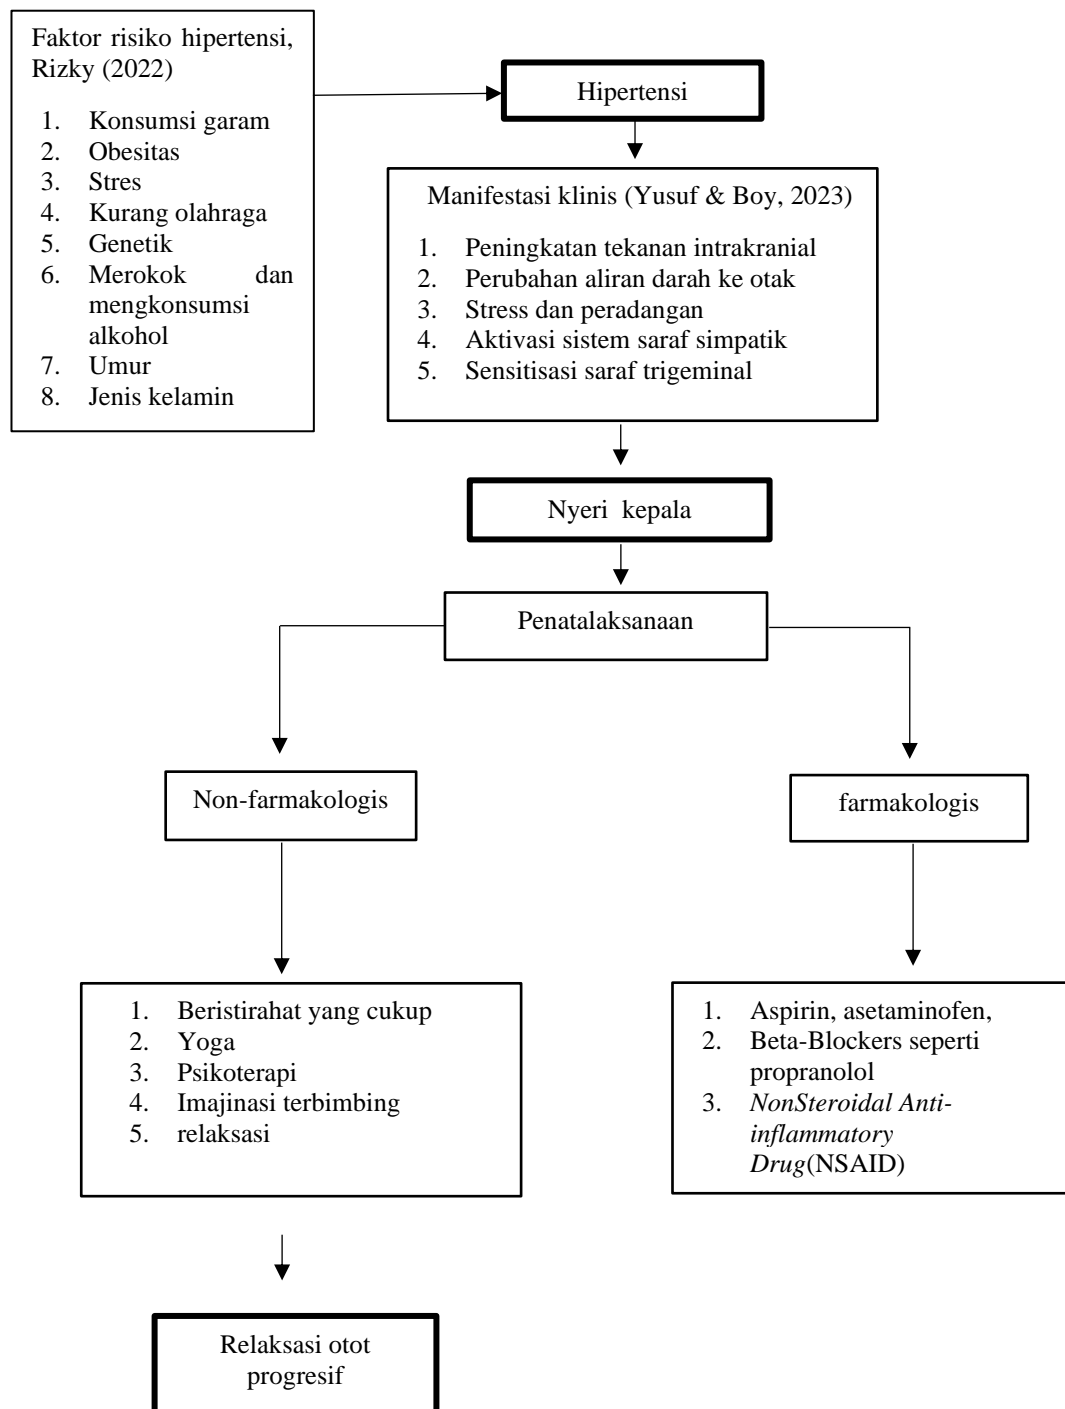 Faktor risiko hipertensi,
Rizky (2022)
1. Konsumsi garam
2. Obesitas
3. Stres
4. Kurang olahraga
5. Genetik
6. Merokok dan
mengkonsumsi
alkohol
7. Umur
8. Jenis kelamin
Hipertensi
Manifestasi klinis (Yusuf & Boy, 2023)
1. Peningkatan tekanan intrakranial
2. Perubahan aliran darah ke otak
3. Stress dan peradangan
4. Aktivasi sistem saraf simpatik
5. Sensitisasi saraf trigeminal
Nyeri kepala
Penatalaksanaan
Non-farmakologis
farmakologis
1. Beristirahat yang cukup
2. Yoga
3. Psikoterapi
4. Imajinasi terbimbing
5. relaksasi
1. Aspirin, asetaminofen,
2. Beta-Blockers seperti
propranolol
3. NonSteroidal Anti-
inflammatory
Drug(NSAID)
Relaksasi otot
progresif